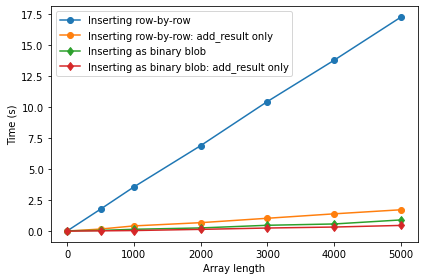 17.5
15.0
12.5
10.0
7.5
5.0
2.5
0.0
Time (s)
Inserting row-by-row
Inserting row-by-row: add_result only
Inserting as binary blob
Inserting as binary blob: add_result only
0 1000 2000 3000 4000 5000
Array length